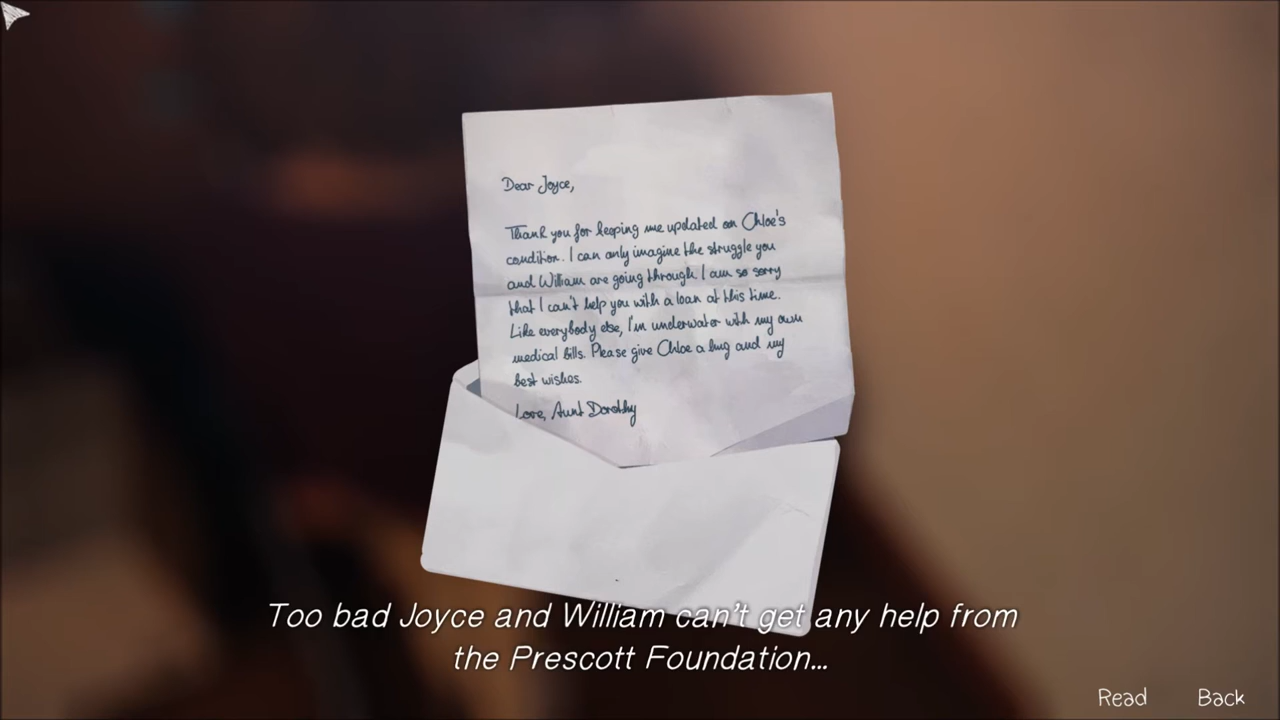 Dear Joyce,
Thank you for keeping me updated on Chloe's
condition. I can only imagine the struggle you
and William are going through. I am so sorry
that I can't help you with a loan at this time.
Like everybody else, I'm underwater with my own
medical bills. Please give Chloe a hug and my
best wishes.
Love, Aunt Dorothy
Too bad Joyce and William can't get any help from
the Prescott Foundation...
Read Back